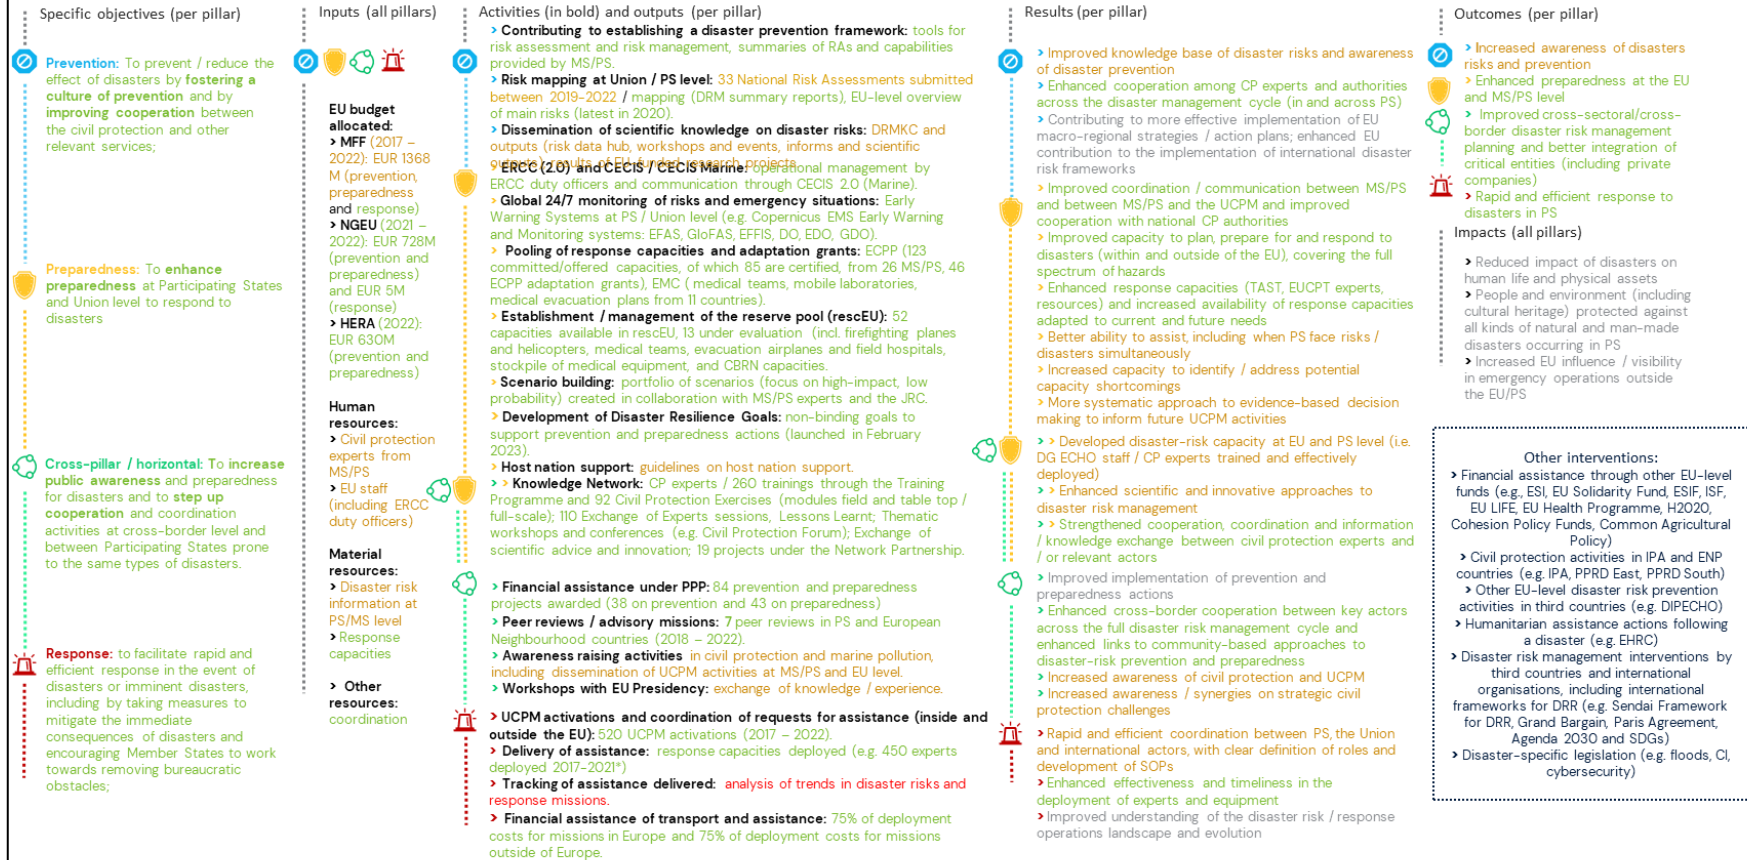 Specific objectives (per pillar)
Prevention: To prevent / reduce the
effect of disasters by fostering a
culture of prevention and by
improving cooperation between
the civil protection and other
relevant services;
Preparedness: To enhance
preparedness at Participating States
and Union level to respond to
disasters
Cross-pillar / horizontal: To increase
public awareness and preparedness
for disasters and to step up
cooperation and coordination
activities at cross-border level and
between Participating States prone
to the same types of disasters.
Response: to facilitate rapid and
efficient response in the event of
disasters or imminent disasters,
including by taking measures to
mitigate the immediate
consequences of disasters and
encouraging Member States to work
towards removing bureaucratic
obstacles;
Inputs (all pillars)
EU budget
allocated:
> MFF (2017 –
2022): EUR 1368
M (prevention,
preparedness
and response)
> NGEU (2021 –
2022): EUR 728M
(prevention and
preparedness)
and EUR 5M
(response)
> HERA (2022):
EUR 630M
(prevention and
preparedness)
Human
resources:
> Civil protection
experts from
MS/PS
> EU staff
(including ERCC
duty officers)
Material
resources:
> Disaster risk
information at
PS/MS level
> Response
capacities
> Other
resources:
coordination
Activities (in bold) and outputs (per pillar)
> Contributing to establishing a disaster prevention framework: tools for
risk assessment and risk management, summaries of RAs and capabilities
provided by MS/PS.
> Risk mapping at Union / PS level: 33 National Risk Assessments submitted
between 2019-2022 / mapping (DRM summary reports), EU-level overview
of main risks (latest in 2020).
> Dissemination of scientific knowledge on disaster risks: DRMKC and
outputs (risk data hub, workshops and events, informs and scientific
outputs) results of EU-funded research projects.
> ERCC (2.0) and CECIS / CECIS Marine: operational management by
ERCC duty officers and communication through CECIS 2.0 (Marine).
> Global 24/7 monitoring of risks and emergency situations: Early
Warning Systems at PS / Union level (e.g. Copernicus EMS Early Warning
and Monitoring systems: EFAS, GloFAS, EFFIS, DO, EDO, GDO).
> Pooling of response capacities and adaptation grants: ECPP (123
committed/offered capacities, of which 85 are certified, from 26 MS/PS, 46
ECPP adaptation grants), EMC ( medical teams, mobile laboratories,
medical evacuation plans from 11 countries).
> Establishment / management of the reserve pool (rescEU): 52
capacities available in rescEU, 13 under evaluation (incl. firefighting planes
and helicopters, medical teams, evacuation airplanes and field hospitals,
stockpile of medical equipment, and CBRN capacities.
> Scenario building: portfolio of scenarios (focus on high-impact, low
probability) created in collaboration with MS/PS experts and the JRC.
> Development of Disaster Resilience Goals: non-binding goals to
support prevention and preparedness actions (launched in February
2023).
> Host nation support: guidelines on host nation support.
> > Knowledge Network: CP experts / 260 trainings through the Training
Programme and 92 Civil Protection Exercises (modules field and table top /
full-scale); 110 Exchange of Experts sessions, Lessons Learnt; Thematic
workshops and conferences (e.g. Civil Protection Forum); Exchange of
scientific advice and innovation; 19 projects under the Network Partnership.
> Financial assistance under PPP: 84 prevention and preparedness
projects awarded (38 on prevention and 43 on preparedness)
> Peer reviews / advisory missions: 7 peer reviews in PS and European
Neighbourhood countries (2018 – 2022).
> Awareness raising activities in civil protection and marine pollution,
including dissemination of UCPM activities at MS/PS and EU level.
> Workshops with EU Presidency: exchange of knowledge / experience.
> UCPM activations and coordination of requests for assistance (inside and
outside the EU): 520 UCPM activations (2017 – 2022).
> Delivery of assistance: response capacities deployed (e.g. 450 experts
deployed 2017-2021*)
> Tracking of assistance delivered: analysis of trends in disaster risks and
response missions.
> Financial assistance of transport and assistance: 75% of deployment
costs for missions in Europe and 75% of deployment costs for missions
outside of Europe.
Results (per pillar)
> Improved knowledge base of disaster risks and awareness
of disaster prevention
> Enhanced cooperation among CP experts and authorities
across the disaster management cycle (in and across PS)
> Contributing to more effective implementation of EU
macro-regional strategies / action plans; enhanced EU
contribution to the implementation of international disaster
risk frameworks
> Improved coordination / communication between MS/PS
and between MS/PS and the UCPM and improved
cooperation with national CP authorities
> Improved capacity to plan, prepare for and respond to
disasters (within and outside of the EU), covering the full
spectrum of hazards
> Enhanced response capacities (TAST, EUCPT experts,
resources) and increased availability of response capacities
adapted to current and future needs
> Better ability to assist, including when PS face risks /
disasters simultaneously
> Increased capacity to identify / address potential
capacity shortcomings
> More systematic approach to evidence-based decision
making to inform future UCPM activities
> > Developed disaster-risk capacity at EU and PS level (i.e.
DG ECHO staff / CP experts trained and effectively
deployed)
> > Enhanced scientific and innovative approaches to
disaster risk management
> > Strengthened cooperation, coordination and information
/ knowledge exchange between civil protection experts and
/ or relevant actors
> Improved implementation of prevention and
preparedness actions
> Enhanced cross-border cooperation between key actors
across the full disaster risk management cycle and
enhanced links to community-based approaches to
disaster-risk prevention and preparedness
> Increased awareness of civil protection and UCPM
> Increased awareness / synergies on strategic civil
protection challenges
> Rapid and efficient coordination between PS, the Union
and international actors, with clear definition of roles and
development of SOPs
> Enhanced effectiveness and timeliness in the
deployment of experts and equipment
> Improved understanding of the disaster risk / response
operations landscape and evolution
Outcomes (per pillar)
> Increased awareness of disasters
risks and prevention
> Enhanced preparedness at the EU
and MS/PS level
> Improved cross-sectoral/cross-
border disaster risk management
planning and better integration of
critical entities (including private
companies)
> Rapid and efficient response to
disasters in PS
Impacts (all pillars)
> Reduced impact of disasters on
human life and physical assets
> People and environment (including
cultural heritage) protected against
all kinds of natural and man-made
disasters occurring in PS
> Increased EU influence / visibility
in emergency operations outside
the EU/PS
Other interventions:
> Financial assistance through other EU-level
funds (e.g., ESI, EU Solidarity Fund, ESIF, ISF,
EU LIFE, EU Health Programme, H2020,
Cohesion Policy Funds, Common Agricultural
Policy)
> Civil protection activities in IPA and ENP
countries (e.g. IPA, PPRD East, PPRD South)
> Other EU-level disaster risk prevention
activities in third countries (e.g. DIPECHO)
> Humanitarian assistance actions following
a disaster (e.g. EHRC)
> Disaster risk management interventions by
third countries and international
organisations, including international
frameworks for DRR (e.g. Sendai Framework
for DRR, Grand Bargain, Paris Agreement,
Agenda 2030 and SDGs)
> Disaster-specific legislation (e.g. floods, CI,
cybersecurity)